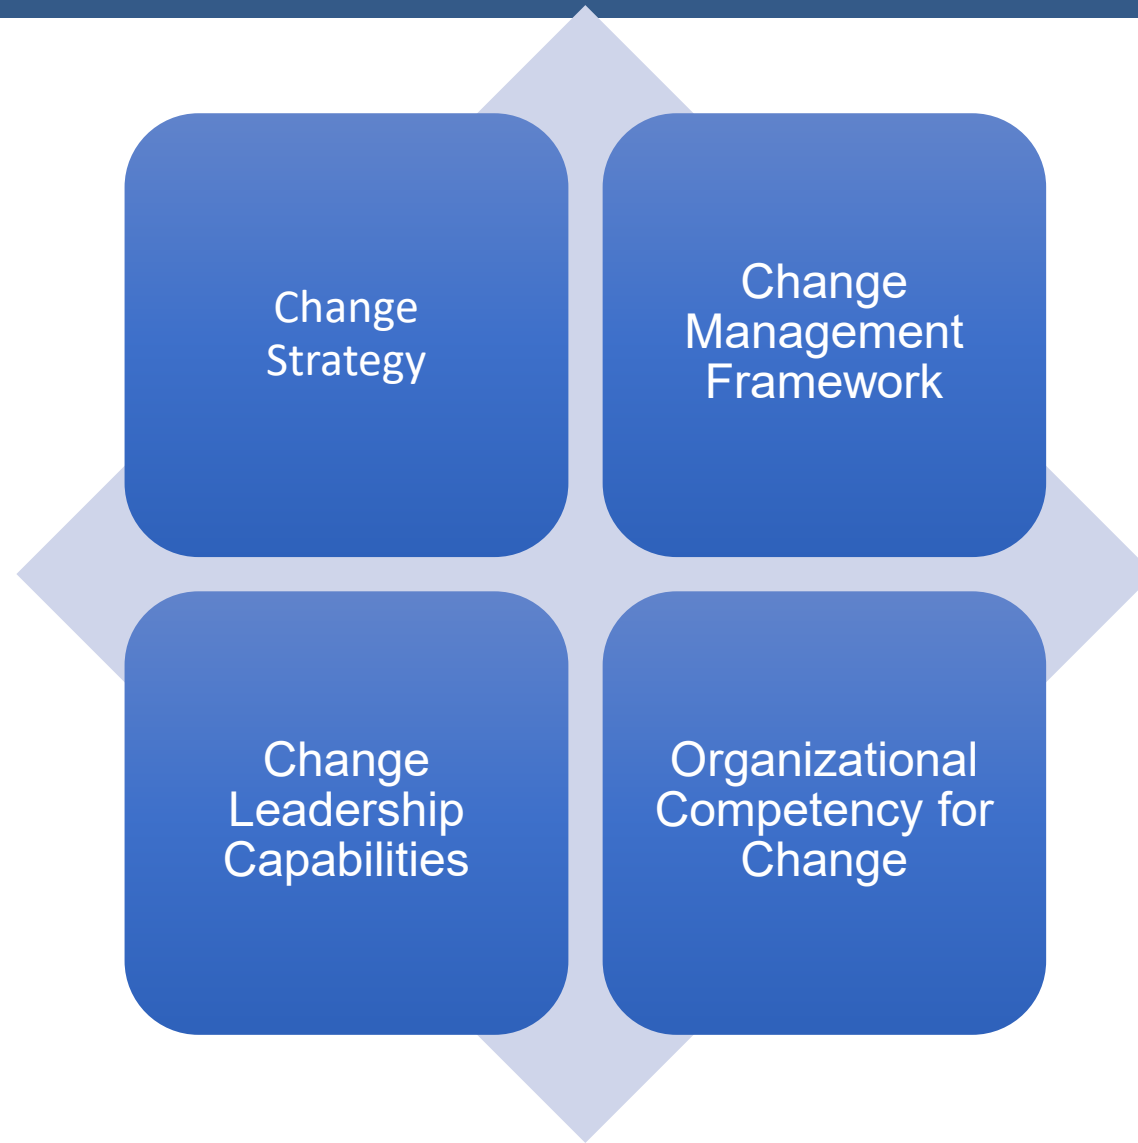 Change
Strategy
Change
Management
Framework
Change
Leadership
Capabilities
Organizational
Competency for
Change